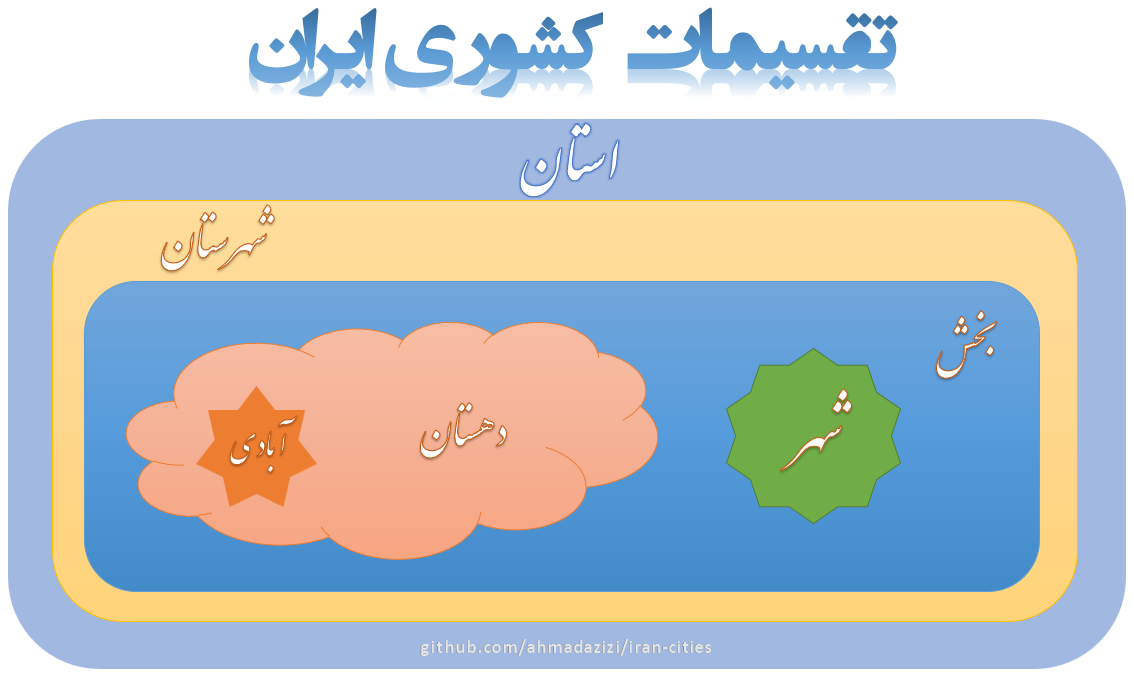 تقسیمات کشوری ایران
استان
شهرستان
بخش
شهر
دهستان
آبادی
github.com/ahmadazizi/iran-cities